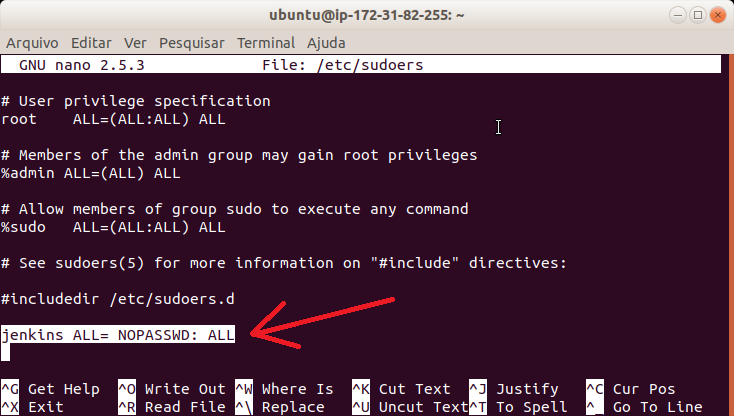 ubuntu@ip-172-31-82-255: ~
Arquivo Editar Ver Pesquisar Terminal Ajuda
GNU nano 2.5.3 File: /etc/sudoers
# User privilege specification
root ALL=(ALL:ALL) ALL
# Members of the admin group may gain root privileges
%admin ALL=(ALL) ALL
# Allow members of group sudo to execute any command
%sudo ALL=(ALL:ALL) ALL
# See sudoers(5) for more information on "#include" directives:
#includedir /etc/sudoers.d
jenkins ALL= NOPASSWD: ALL
^G Get Help ^O Write Out ^W Where Is ^K Cut Text ^J Justify ^C Cur Pos
^X Exit ^R Read File ^\ Replace ^U Uncut Text ^T To Spell ^_ Go To Line